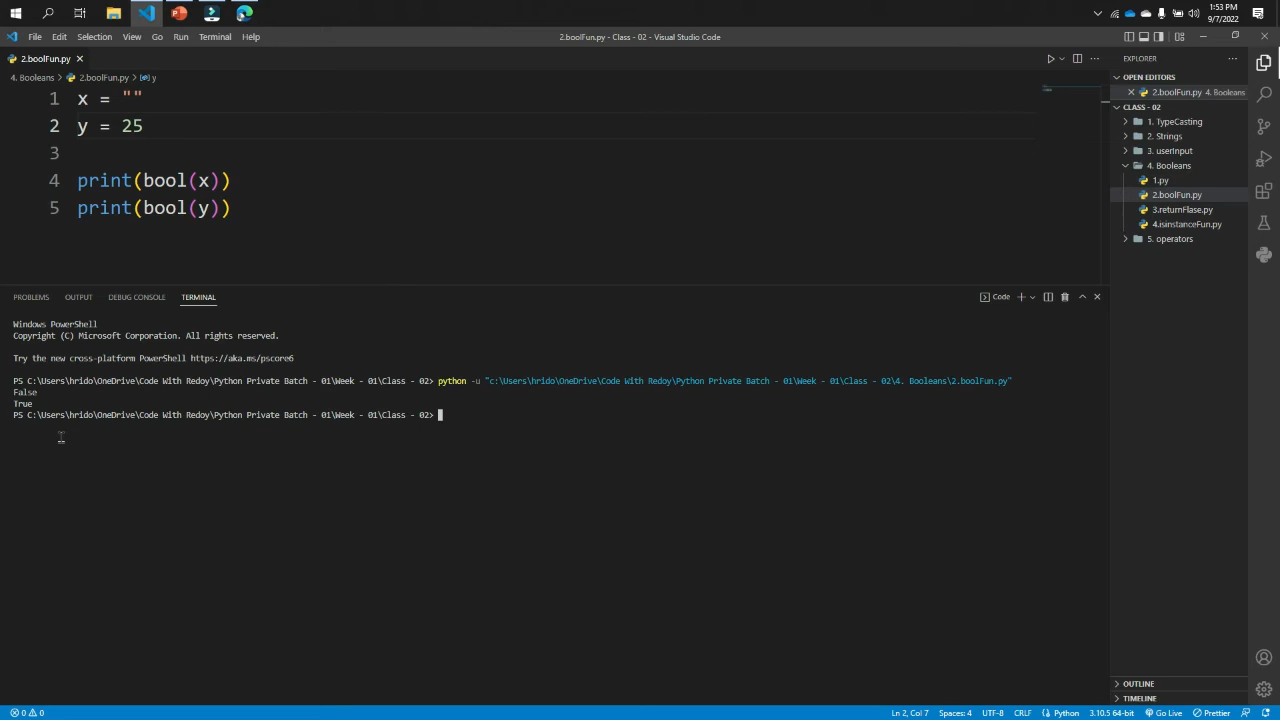 1:53 PM
9/7/2022
File Edit Selection View Go Run Terminal Help
2.boolFun.py - Class - 02 - Visual Studio Code
2.boolFun.py
4. Booleans > 2.boolFun.py > y
1 x = ""
2 y = 25
3
4 print(bool(x))
5 print(bool(y))
PROBLEMS OUTPUT DEBUG CONSOLE TERMINAL
Code
Windows PowerShell
Copyright (C) Microsoft Corporation. All rights reserved.
Try the new cross-platform PowerShell https://aka.ms/pscore6
PS C:\Users\hrido\OneDrive\Code With Redoy\Python Private Batch - 01\Week - 01\Class - 02> python -u "c:\Users\hrido\OneDrive\Code With Redoy\Python Private Batch - 01\Week - 01\Class - 02\4. Booleans\2.boolFun.py"
False
True
PS C:\Users\hrido\OneDrive\Code With Redoy\Python Private Batch - 01\Week - 01\Class - 02>
EXPLORER
OPEN EDITORS
2.boolFun.py 4. Booleans
CLASS - 02
1. TypeCasting
2. Strings
3. userInput
4. Booleans
1.py
2.boolFun.py
3.returnFlase.py
4.isinstanceFun.py
5. operators
OUTLINE
TIMELINE
0 0
Ln 2, Col 7 Spaces: 4 UTF-8 CRLF Python 3.10.5 64-bit Go Live Prettier